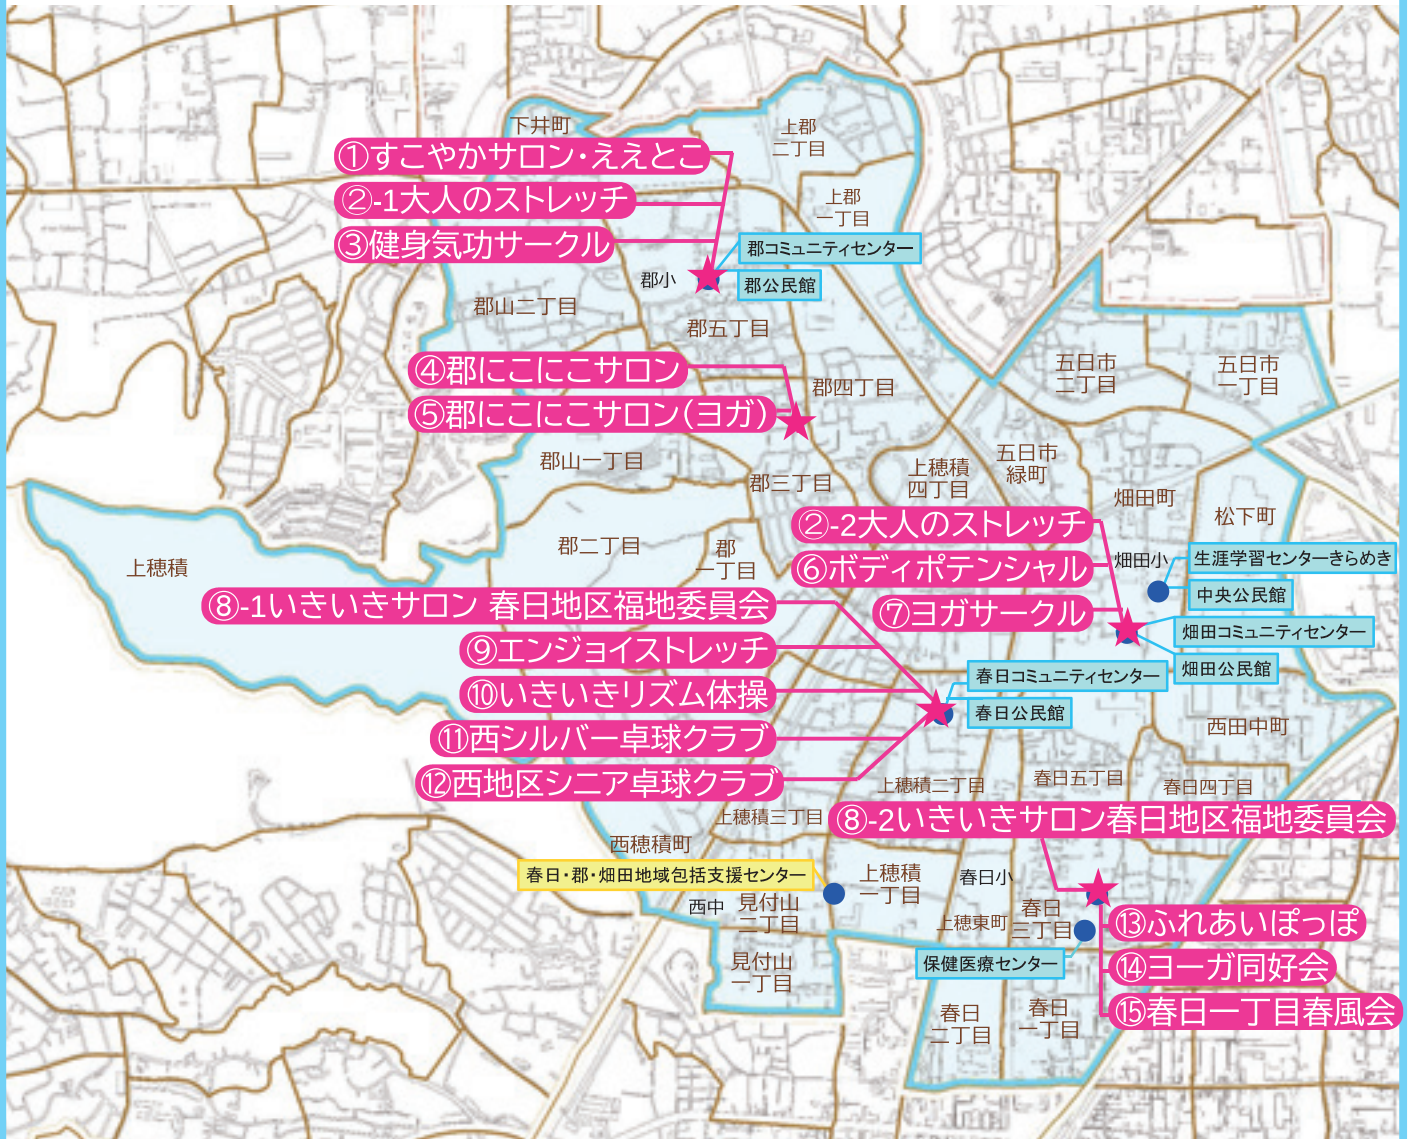 下井町
上郡
二丁目
①すこやかサロン・ええとこ
②-1大人のストレッチ
上郡
一丁目
③健身気功サークル
郡コミュニティセンター
郡小
郡公民館
郡山二丁目
郡五丁目
五日市
二丁目
五日市
一丁目
④郡にこにこサロン
郡四丁目
⑤郡にこにこサロン(ヨガ)
郡山一丁目
郡三丁目
上穂積
四丁目
五日市
緑町
畑田町
松下町
②-2大人のストレッチ
郡二丁目
郡
一丁目
上穂積
畑田小
生涯学習センターきらめき
⑥ボディポテンシャル
中央公民館
⑧-1いきいきサロン 春日地区福地委員会
⑦ヨガサークル
畑田コミュニティセンター
⑨エンジョイストレッチ
畑田公民館
春日コミュニティセンター
⑩いきいきリズム体操
春日公民館
西田中町
⑪西シルバー卓球クラブ
⑫西地区シニア卓球クラブ
上穂積二丁目
春日五丁目
春日四丁目
上穂積三丁目
⑧-2いきいきサロン春日地区福地委員会
西穂積町
春日・郡・畑田地域包括支援センター
上穂積
一丁目
春日小
西中
見付山
二丁目
上穂東町
春日
三丁目
⑬ふれあいぽっぽ
見付山
一丁目
保健医療センター
⑭ヨーガ同好会
春日
二丁目
春日
一丁目
⑮春日一丁目春風会